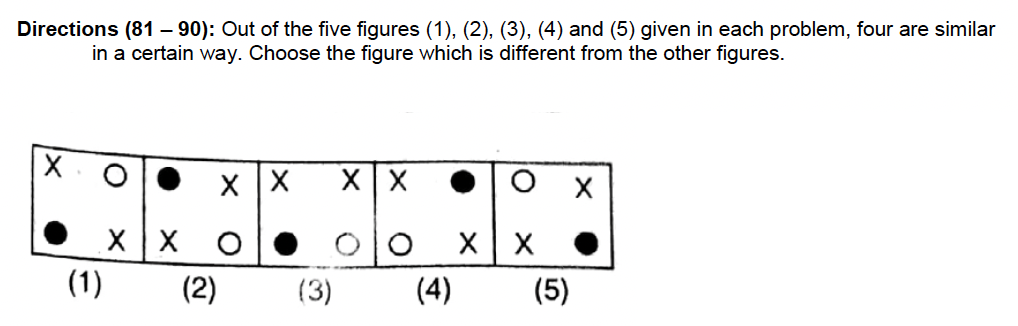 Directions (81 – 90): Out of the five figures (1), (2), (3), (4) and (5) given in each problem, four are similar
in a certain way. Choose the figure which is different from the other figures.
X O ● X X X X ● O X
● X X O ● O O X X ●
(1) (2) (3) (4) (5)